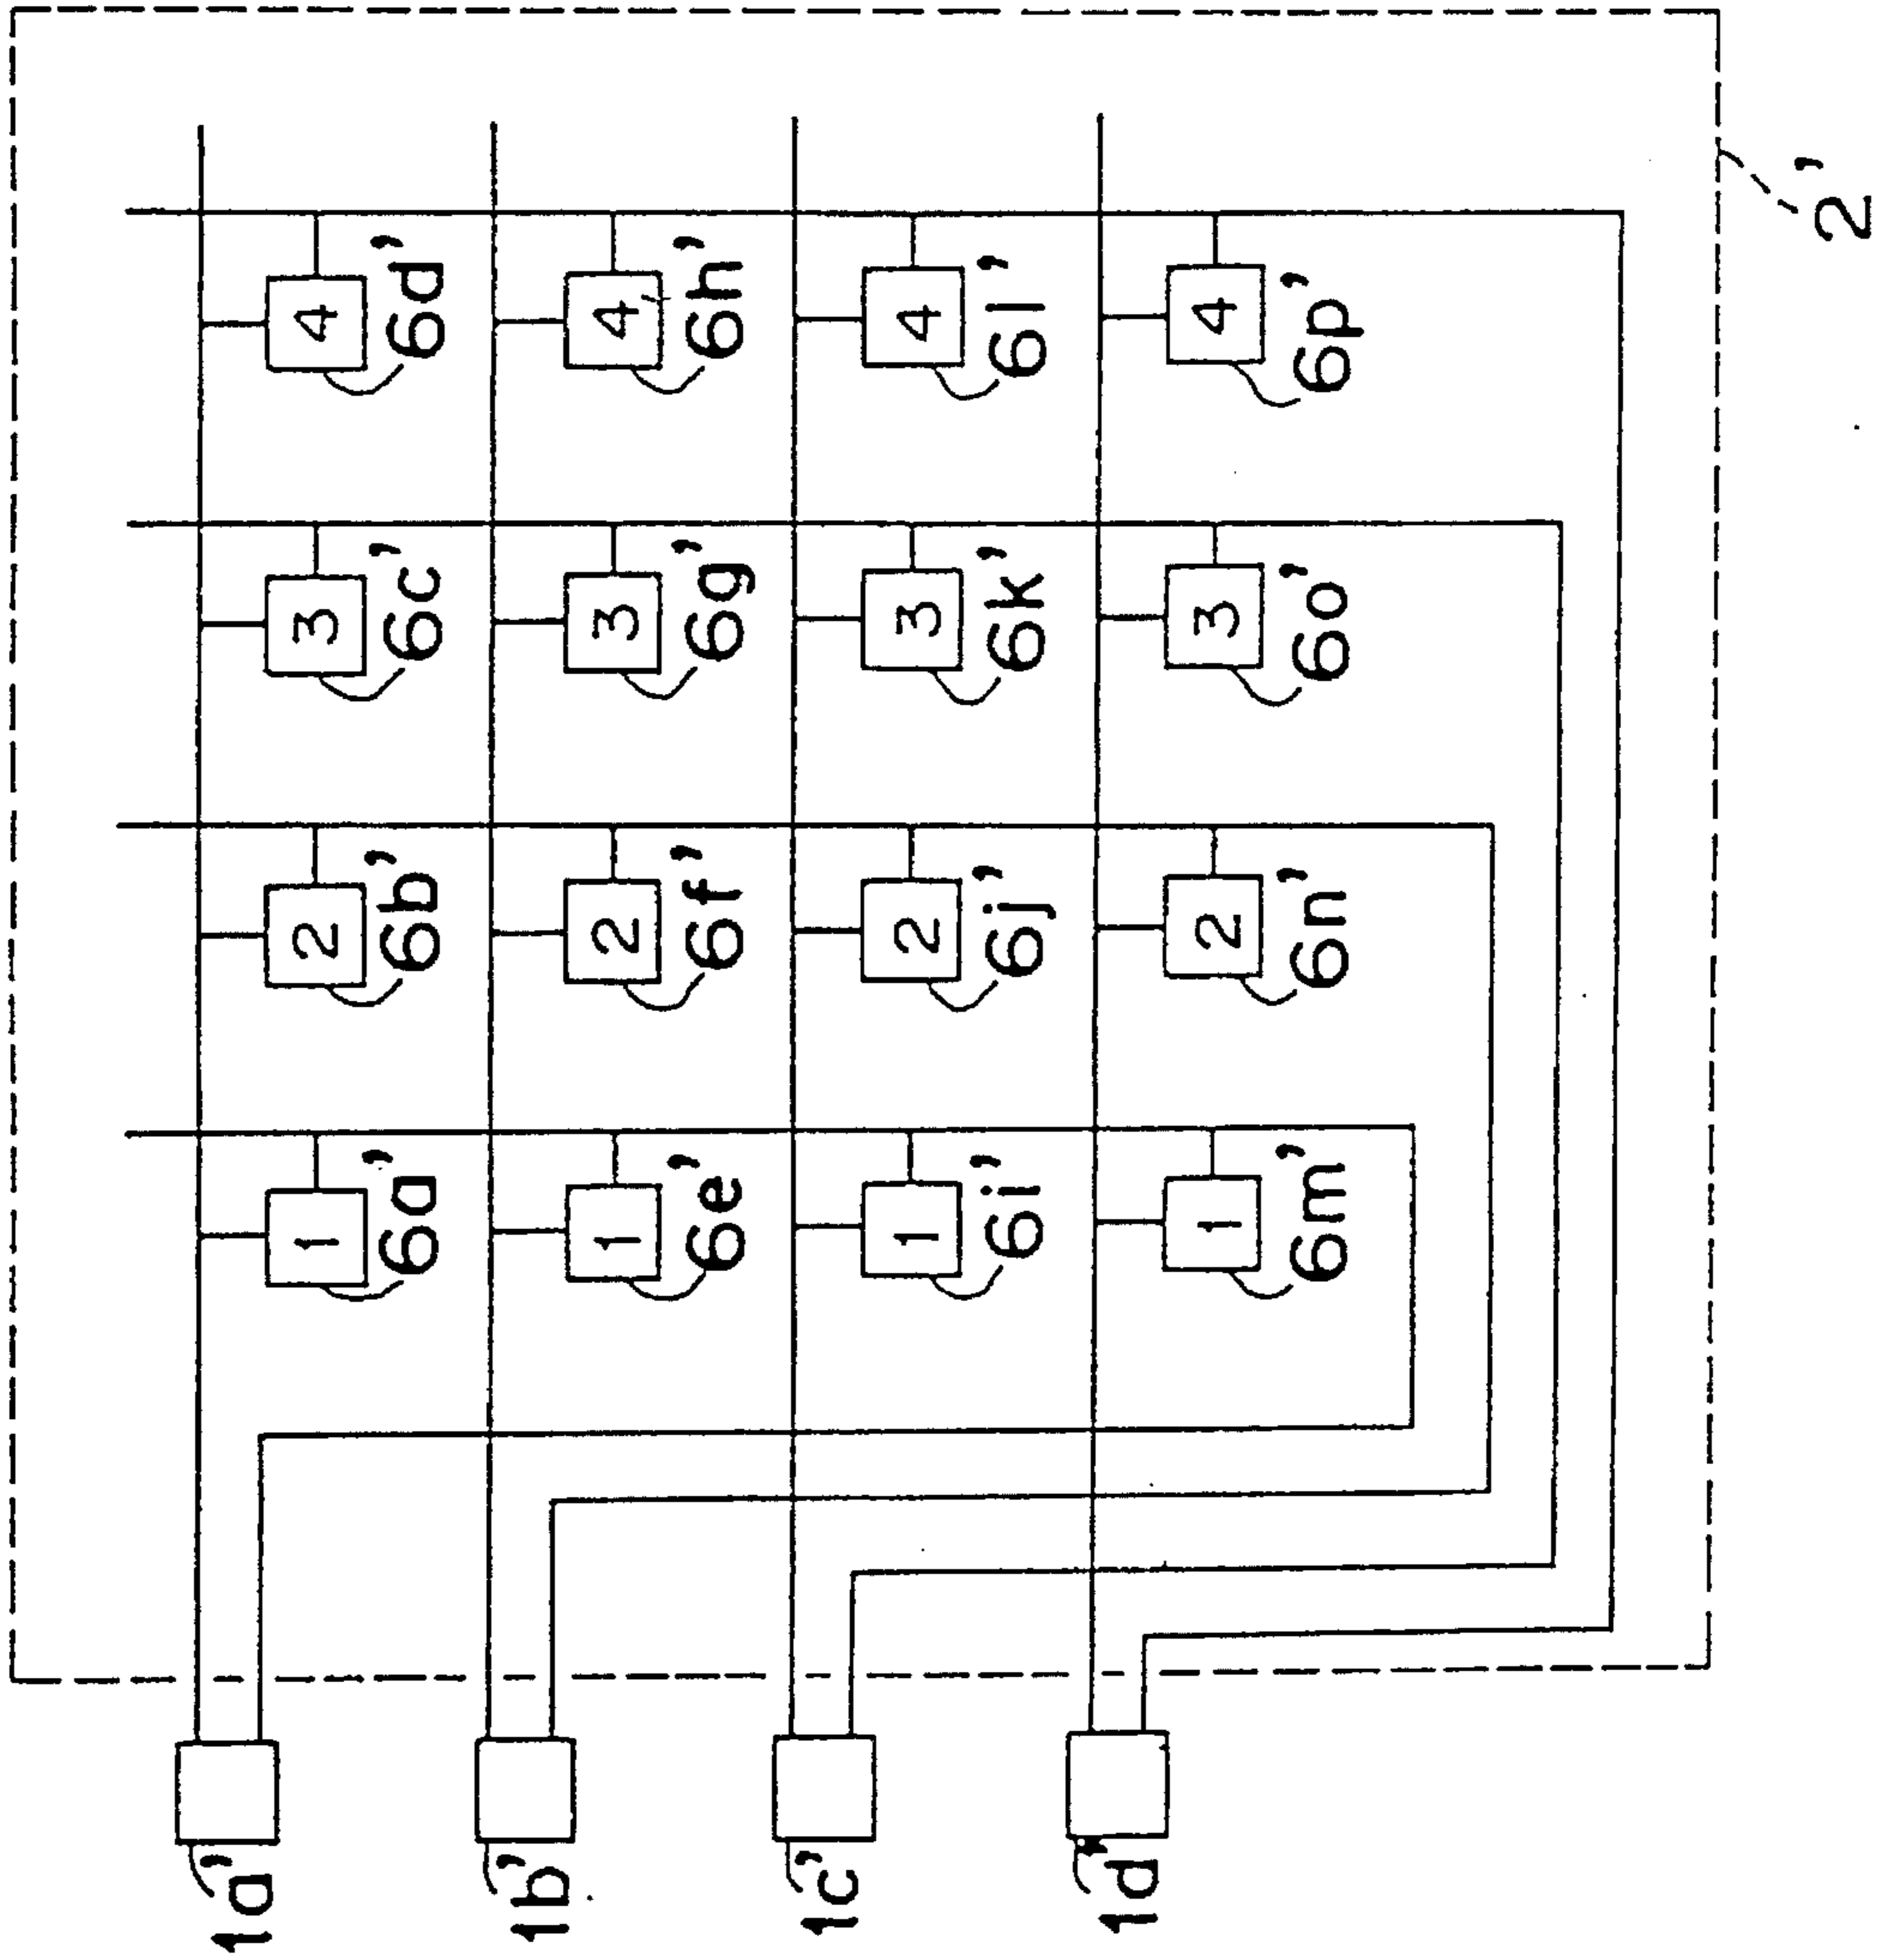 1a'
1 2 3 4
6a' 6b' 6c' 6d'
1b'
1 2 3 4
6e' 6f' 6g' 6h'
1c'
1 2 3 4
6i' 6j' 6k' 6l'
1d'
1 2 3 4
6m' 6n' 6o' 6p'
2'